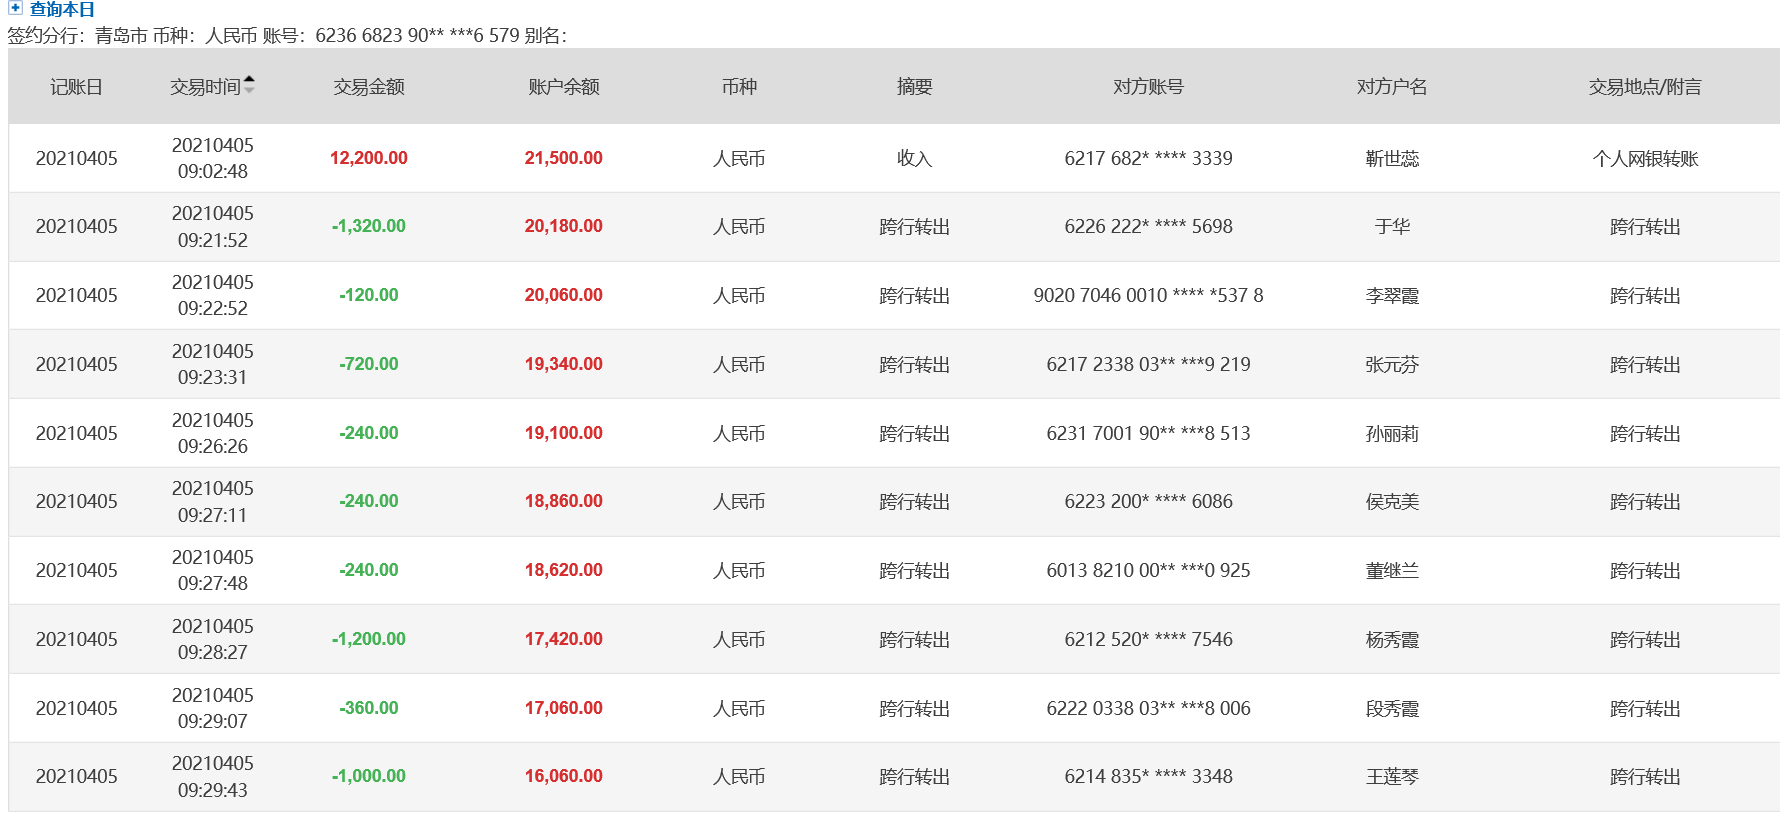 查询本日
签约分行：青岛市 币种：人民币 账号：6236 6823 90** ***6 579 别名：
记账日 交易时间 交易金额 账户余额 币种 摘要 对方账号 对方户名 交易地点/附言
20210405 20210405 09:02:48 12,200.00 21,500.00 人民币 收入 6217 682* **** 3339 靳世蕊 个人网银转账
20210405 20210405 09:21:52 -1,320.00 20,180.00 人民币 跨行转出 6226 222* **** 5698 于华 跨行转出
20210405 20210405 09:22:52 -120.00 20,060.00 人民币 跨行转出 9020 7046 0010 **** *537 8 李翠霞 跨行转出
20210405 20210405 09:23:31 -720.00 19,340.00 人民币 跨行转出 6217 2338 03** ***9 219 张元芬 跨行转出
20210405 20210405 09:26:26 -240.00 19,100.00 人民币 跨行转出 6231 7001 90** ***8 513 孙丽莉 跨行转出
20210405 20210405 09:27:11 -240.00 18,860.00 人民币 跨行转出 6223 200* **** 6086 侯克美 跨行转出
20210405 20210405 09:27:48 -240.00 18,620.00 人民币 跨行转出 6013 8210 00** ***0 925 董继兰 跨行转出
20210405 20210405 09:28:27 -1,200.00 17,420.00 人民币 跨行转出 6212 520* **** 7546 杨秀霞 跨行转出
20210405 20210405 09:29:07 -360.00 17,060.00 人民币 跨行转出 6222 0338 03** ***8 006 段秀霞 跨行转出
20210405 20210405 09:29:43 -1,000.00 16,060.00 人民币 跨行转出 6214 835* **** 3348 王莲琴 跨行转出